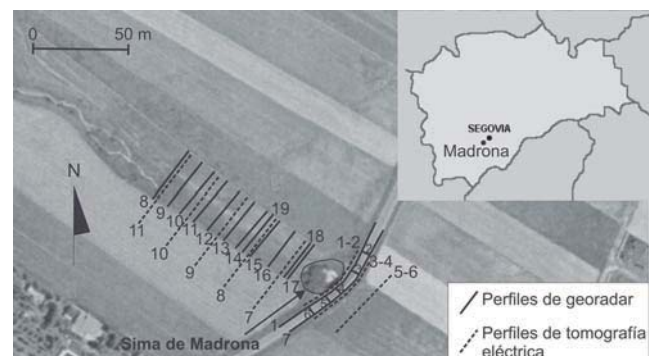 0 50 m
SEGOVIA
Madrona
N
8
9
10
11
11
10
12
13
9
14
15
8
16
19
18
17
7
1-2
2
3-4
5-6
1
7
Sima de Madrona
Perfiles de georadar
Perfiles de tomografía
eléctrica